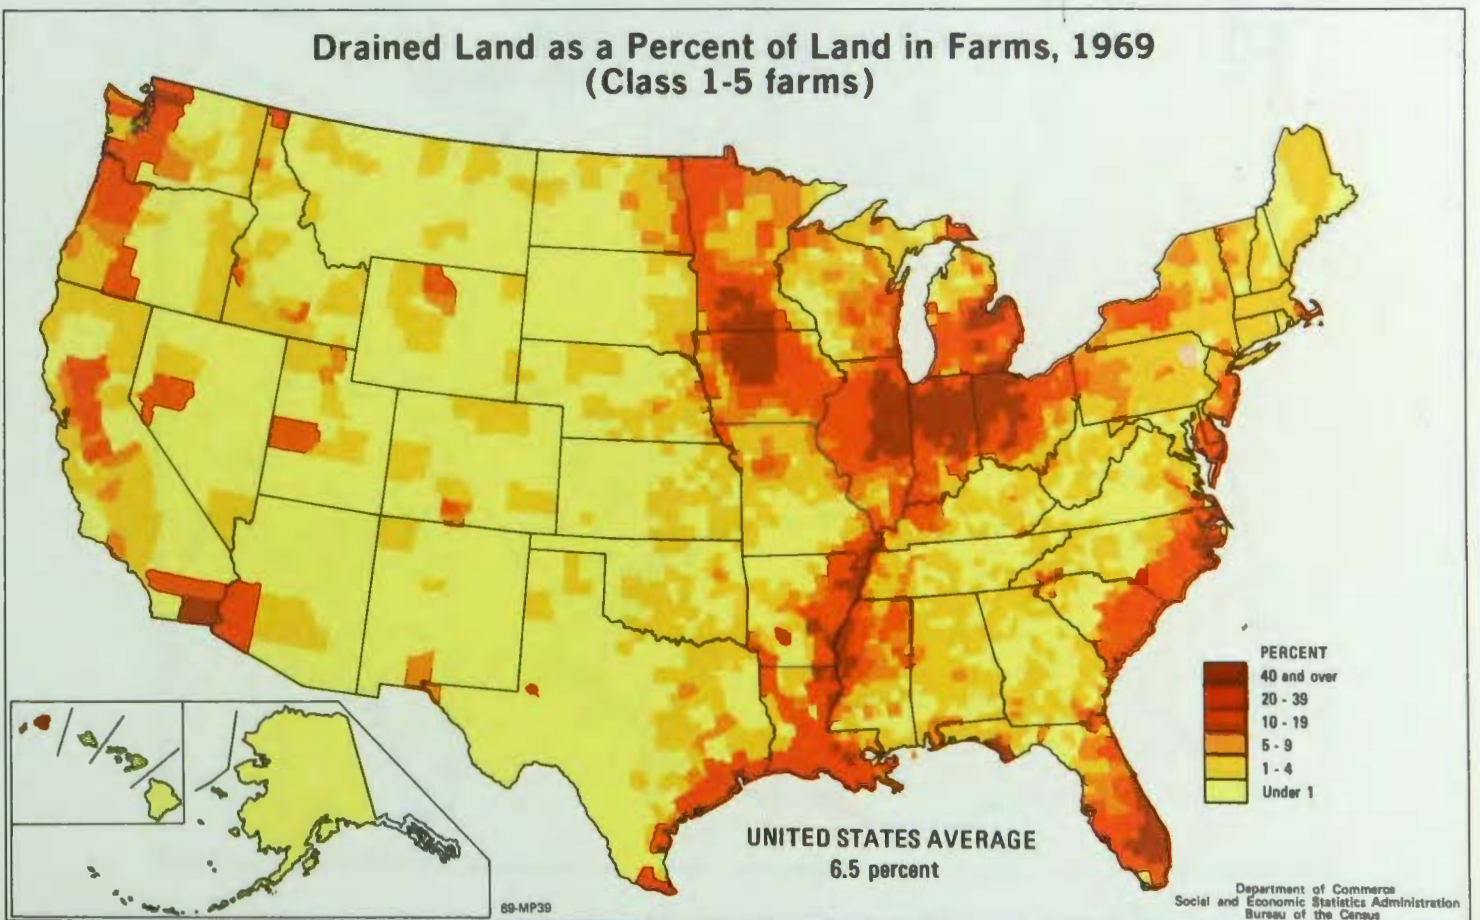 Drained Land as a Percent of Land in Farms, 1969
(Class 1-5 farms)
PERCENT
40 and over
20 - 39
10 - 19
5 - 9
1 - 4
Under 1
UNITED STATES AVERAGE
6.5 percent
69-MP39
Department of Commerce
Social and Economic Statistics Administration
Bureau of the Census